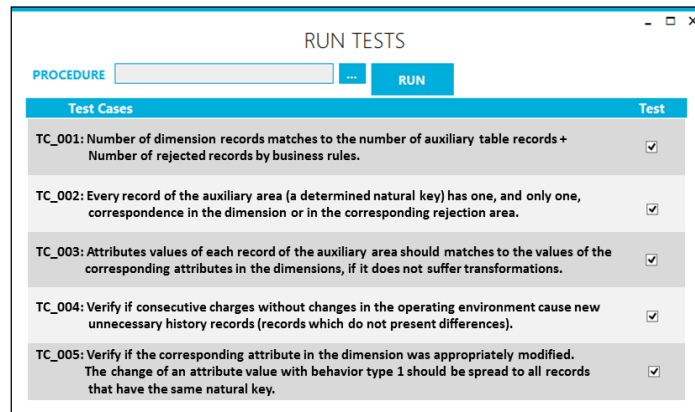 RUN TESTS
PROCEDURE ... RUN
Test Cases Test
TC_001: Number of dimension records matches to the number of auxiliary table records +
Number of rejected records by business rules.
TC_002: Every record of the auxiliary area (a determined natural key) has one, and only one,
correspondence in the dimension or in the corresponding rejection area.
TC_003: Attributes values of each record of the auxiliary area should matches to the values of the
corresponding attributes in the dimensions, if it does not suffer transformations.
TC_004: Verify if consecutive charges without changes in the operating environment cause new
unnecessary history records (records which do not present differences).
TC_005: Verify if the corresponding attribute in the dimension was appropriately modified.
The change of an attribute value with behavior type 1 should be spread to all records
that have the same natural key.